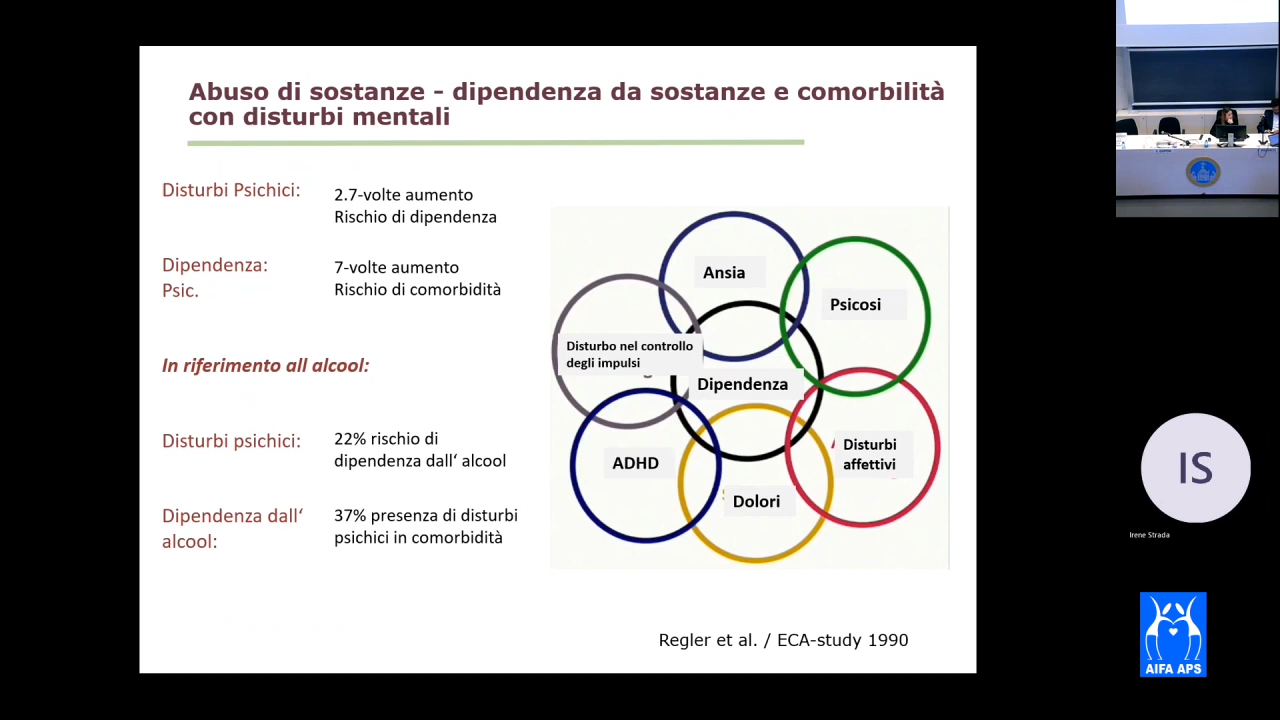 Abuso di sostanze - dipendenza da sostanze e comorbilità
con disturbi mentali
Disturbi Psichici:
2.7-volte aumento
Rischio di dipendenza
Dipendenza:
Psic.
7-volte aumento
Rischio di comorbidità
In riferimento all alcool:
Disturbi psichici:
22% rischio di
dipendenza dall‘ alcool
Dipendenza dall‘
alcool:
37% presenza di disturbi
psichici in comorbidità
Ansia
Psicosi
Disturbo nel controllo
degli impulsi
Dipendenza
ADHD
Disturbi
affettivi
Dolori
Regler et al. / ECA-study 1990
IS
Irene Strada
AIFA APS